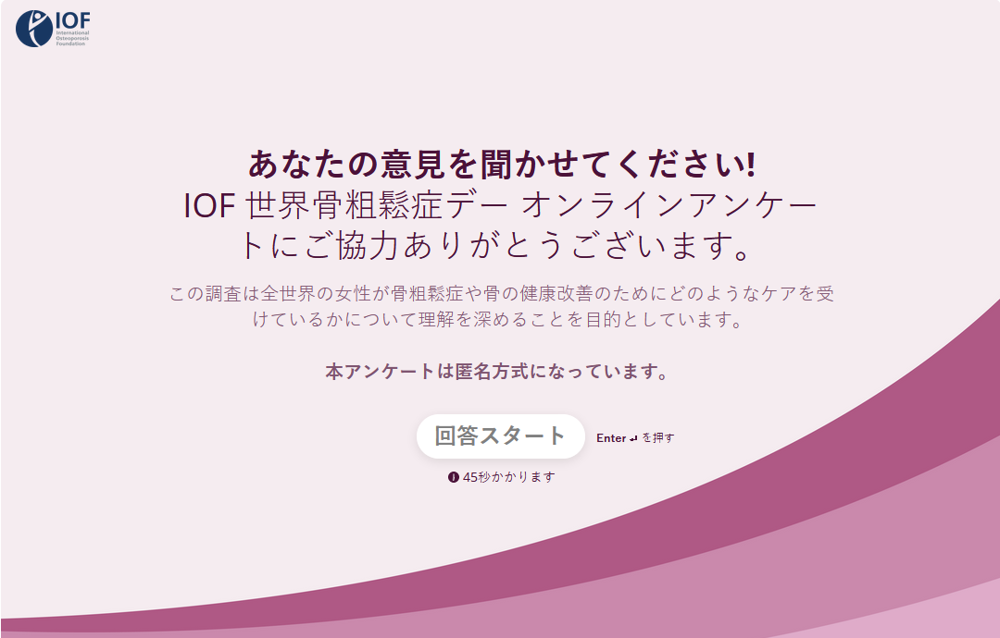 IOF
International
Osteoporosis
Foundation
あなたの意見を聞かせてください!
IOF 世界骨粗鬆症デー オンラインアンケー
トにご協力ありがとうございます。
この調査は全世界の女性が骨粗鬆症や骨の健康改善のためにどのようなケアを受
けているかについて理解を深めることを目的としています。
本アンケートは匿名方式になっています。
回答スタート
Enter ↵ を押す
45秒かかります